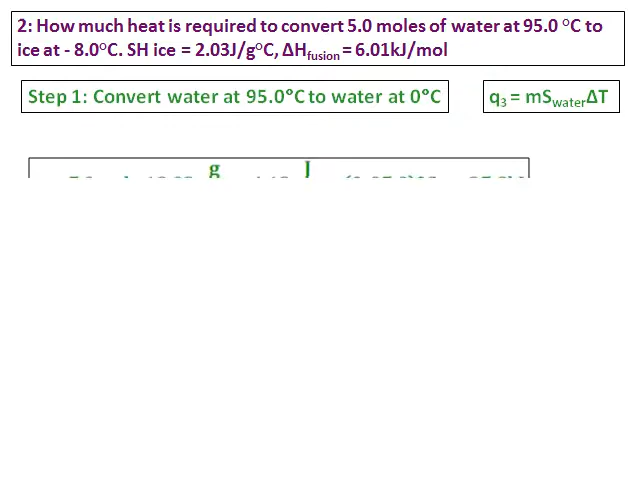 2: How much heat is required to convert 5.0 moles of water at 95.0 °C to
ice at - 8.0°C. SH ice = 2.03J/g°C, ΔHfusion = 6.01kJ/mol
Step 1: Convert water at 95.0°C to water at 0°C
q₃ = mSwaterΔT
g J